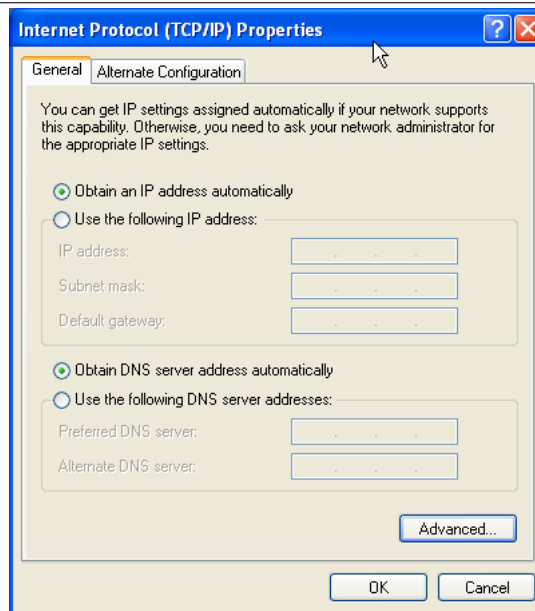 Internet Protocol (TCP/IP) Properties
General
Alternate Configuration
You can get IP settings assigned automatically if your network supports
this capability. Otherwise, you need to ask your network administrator for
the appropriate IP settings.
Obtain an IP address automatically
Use the following IP address:
IP address:
Subnet mask:
Default gateway:
Obtain DNS server address automatically
Use the following DNS server addresses:
Preferred DNS server:
Alternate DNS server:
Advanced...
OK
Cancel